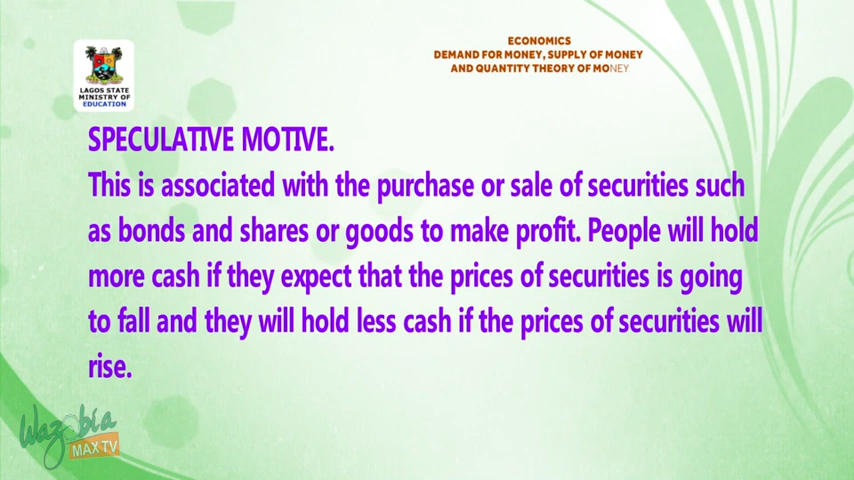 ECONOMICS
DEMAND FOR MONEY, SUPPLY OF MONEY
AND QUANTITY THEORY OF MONEY
LAGOS STATE
MINISTRY OF
EDUCATION
SPECULATIVE MOTIVE.
This is associated with the purchase or sale of securities such
as bonds and shares or goods to make profit. People will hold
more cash if they expect that the prices of securities is going
to fall and they will hold less cash if the prices of securities will
rise.
Wazobia
MAX TV